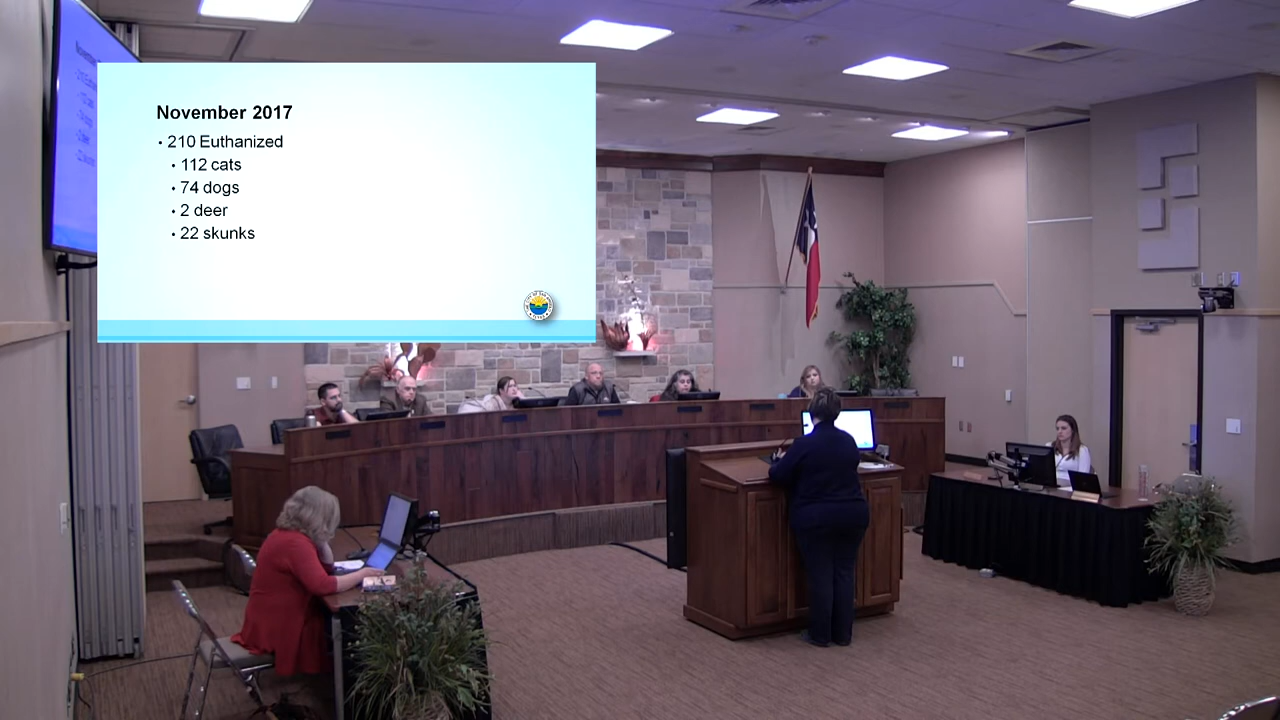 November 2017
• 210 Euthanized
• 112 cats
• 74 dogs
• 2 deer
• 22 skunks